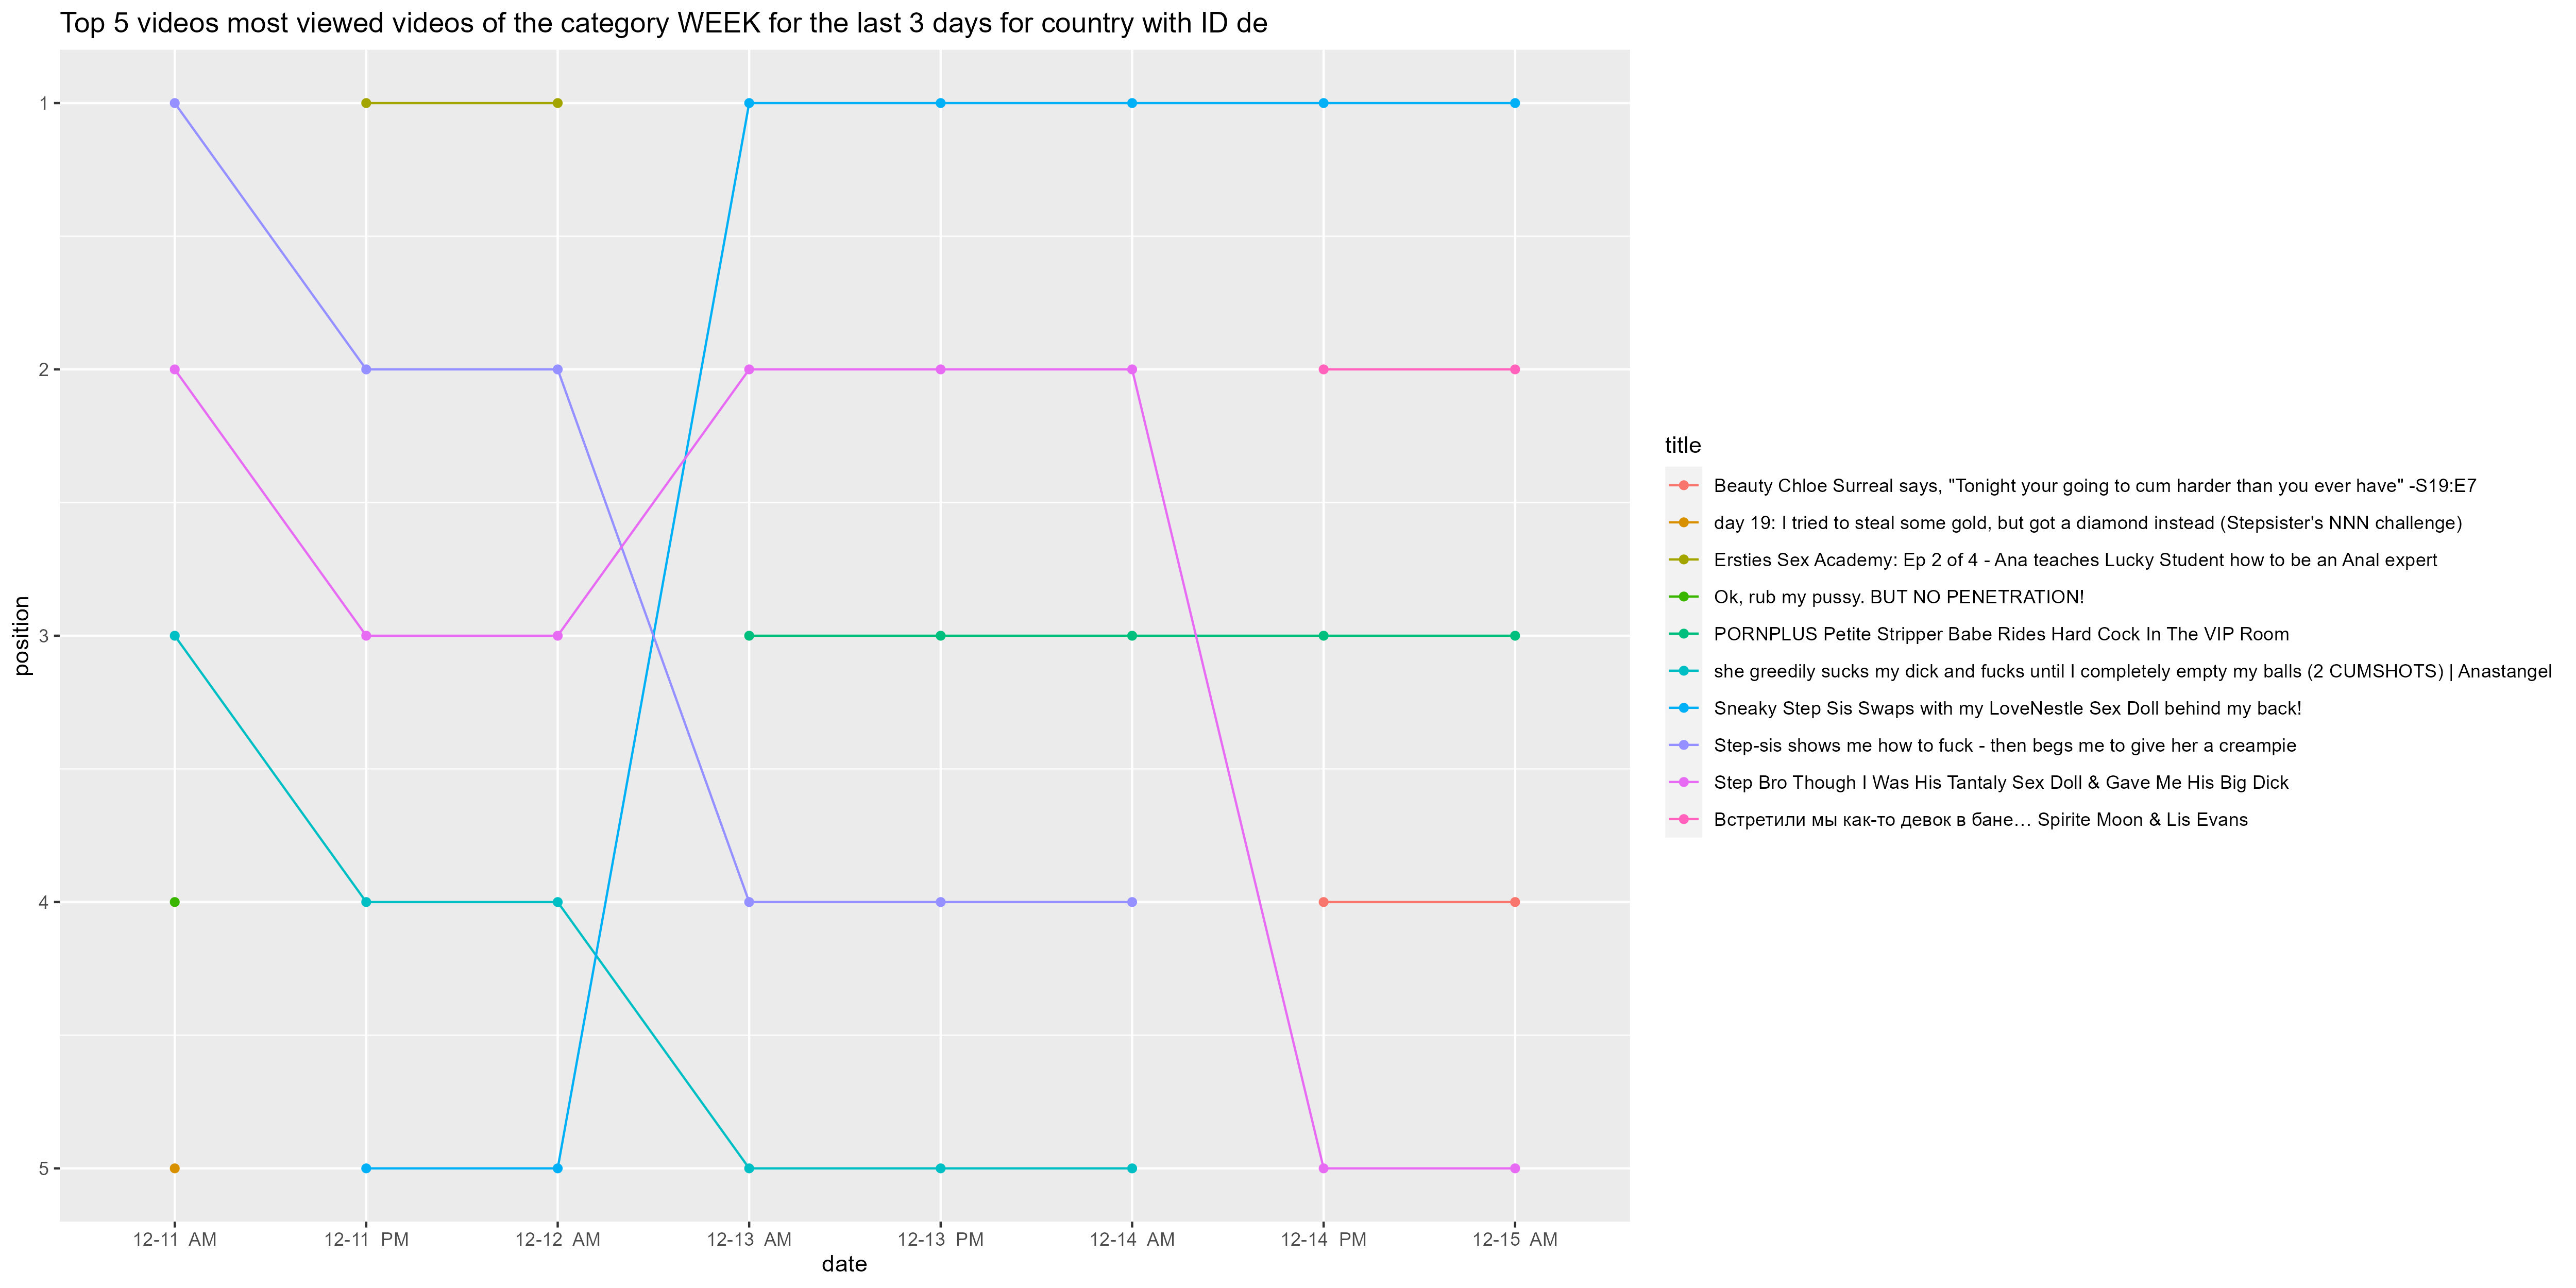 Top 5 videos most viewed videos of the category WEEK for the last 3 days for country with ID de
position
1
2
3
4
5
12-11 AM
12-11 PM
12-12 AM
12-13 AM
12-13 PM
12-14 AM
12-14 PM
12-15 AM
date
title
Beauty Chloe Surreal says, "Tonight your going to cum harder than you ever have" -S19:E7
day 19: I tried to steal some gold, but got a diamond instead (Stepsister's NNN challenge)
Ersties Sex Academy: Ep 2 of 4 - Ana teaches Lucky Student how to be an Anal expert
Ok, rub my pussy. BUT NO PENETRATION!
PORNPLUS Petite Stripper Babe Rides Hard Cock In The VIP Room
she greedily sucks my dick and fucks until I completely empty my balls (2 CUMSHOTS) | Anastangel
Sneaky Step Sis Swaps with my LoveNestle Sex Doll behind my back!
Step-sis shows me how to fuck - then begs me to give her a creampie
Step Bro Though I Was His Tantaly Sex Doll & Gave Me His Big Dick
Встретили мы как-то девок в бане… Spirite Moon & Lis Evans